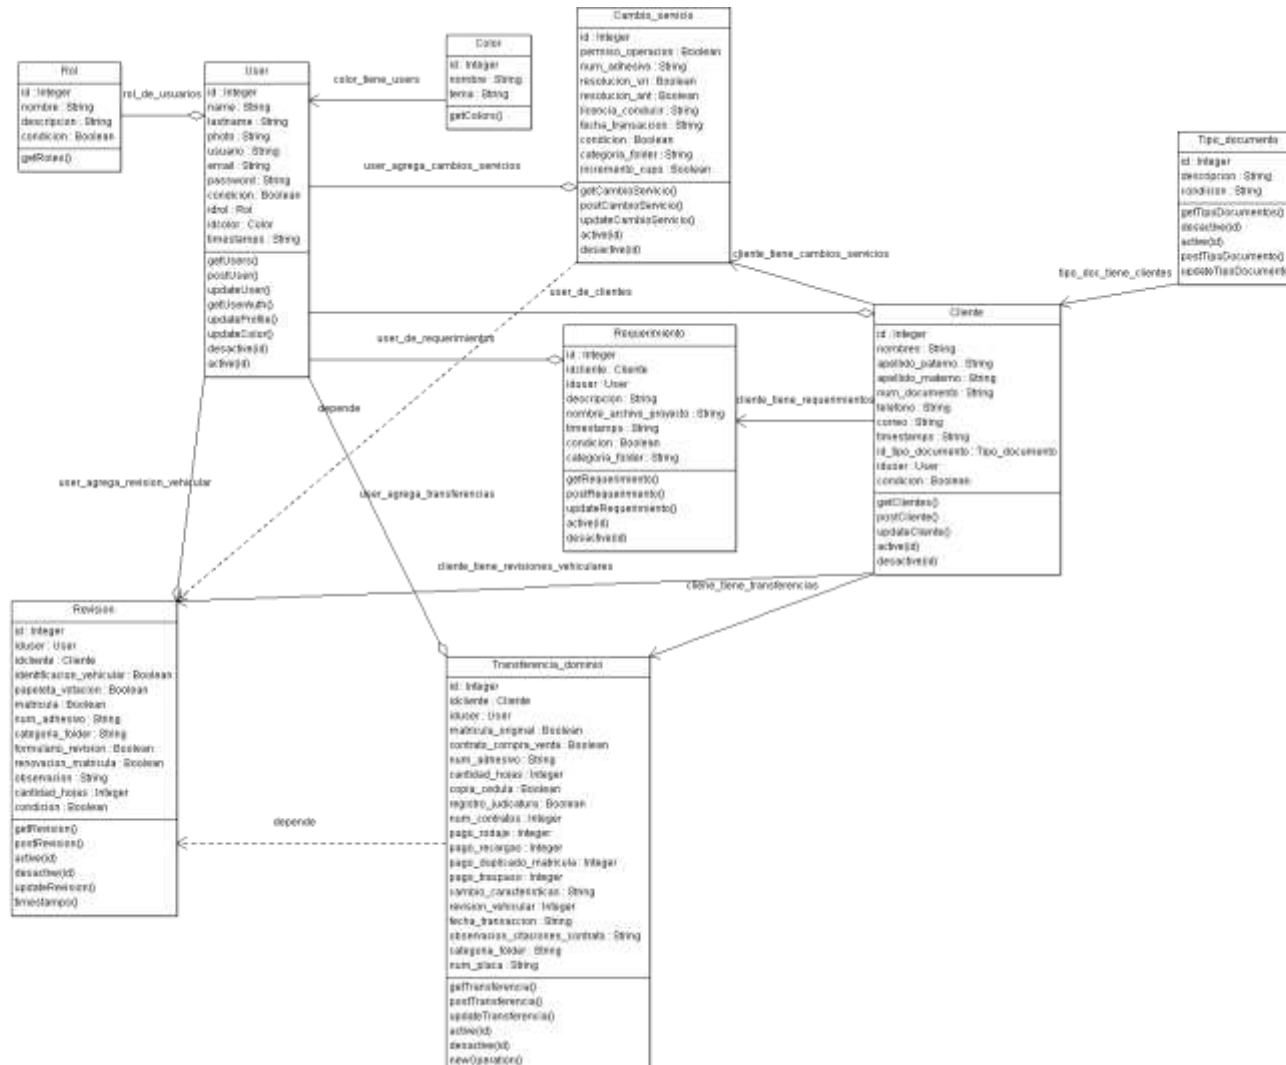 Rol
id : Integer
nombre : String
descripcion : String
condicion : Boolean
getRoles()
rol_de_usuarios
User
id : Integer
name : String
lastname : String
photo : String
usuario : String
email : String
password : String
condicion : Boolean
idrol : Rol
idcolor : Color
timestamps : String
getUsers()
postUser()
updateUser()
getUserAuth()
updateProfile()
updateColor()
desactive(id)
active(id)
color_tiene_users
Color
id : Integer
nombre : String
tema : String
getColors()
user_agrega_cambios_servicios
Cambio_servicio
id : Integer
permiso_operacion : Boolean
num_adhesivo : String
resolucion_uri : Boolean
resolucion_ant : Boolean
licencia_conducir : String
fecha_transaccion : String
condicion : Boolean
categoria_folder : String
incremento_cupo : Boolean
getCambioServicio()
postCambioServicio()
updateCambioServicio()
active(id)
desactive(id)
Tipo_documento
id : Integer
descripcion : String
condicion : String
getTipoDocumentos()
desactive(id)
active(id)
postTipoDocumento()
updateTipoDocumento
cliente_tiene_cambios_servicios
tipo_doc_tiene_clientes
user_de_clientes
user_de_requerimientos
Requerimiento
id : Integer
idcliente : Cliente
iduser : User
descripcion : String
nombre_archivo_proyecto : String
timestamps : String
condicion : Boolean
categoria_folder : String
getRequerimiento()
postRequerimiento()
updateRequerimiento()
active(id)
desactive(id)
cliente_tiene_requerimientos
Cliente
id : Integer
nombres : String
apellido_paterno : String
apellido_materno : String
num_documento : String
telefono : String
correo : String
timestamps : String
id_tipo_documento : Tipo_documento
iduser : User
condicion : Boolean
getClientes()
postCliente()
updateCliente()
active(id)
desactive(id)
depende
user_agrega_revision_vehicular
user_agrega_transferencias
cliente_tiene_revisiones_vehiculares
cliene_tiene_transferencias
Revision
id : Integer
iduser : User
idcliente : Cliente
identificacion_vehicular : Boolean
papeleta_votacion : Boolean
matricula : Boolean
num_adhesivo : String
categoria_folder : String
formulario_revision : Boolean
renovacion_matricula : Boolean
observacion : String
cantidad_hojas : Integer
condicion : Boolean
getRevision()
postRevision()
active(id)
desactive(id)
updateRevision()
timestamps()
depende
Transferencia_dominio
id : Integer
idcliente : Cliente
iduser : User
matricula_original : Boolean
contrato_compra_venta : Boolean
num_adhesivo : String
cantidad_hojas : Integer
copia_cedula : Boolean
registro_judicatura : Boolean
num_contratos : Integer
pago_rodaje : Integer
pago_recargo : Integer
pago_duplicado_matricula : Integer
pago_traspaso : Integer
cambio_caracteristicas : String
revision_vehicular : Integer
fecha_transaccion : String
observacion_citaciones_contrato : String
categoria_folder : String
num_placa : String
getTransferencia()
postTransferencia()
updateTransferencia()
active(id)
desactive(id)
newOperation()